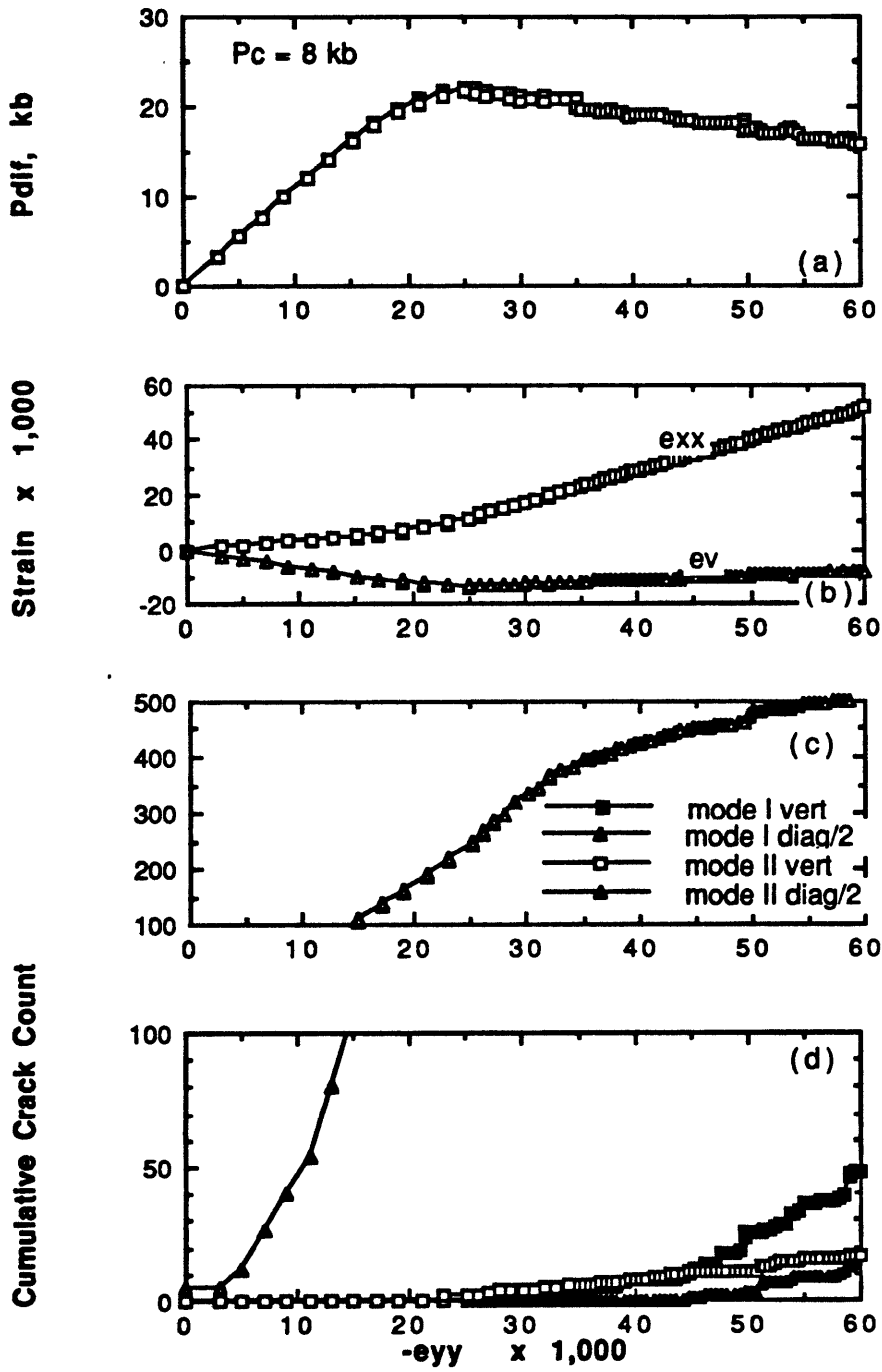 Pdif, kb
30
20
10
0
Pc = 8 kb
(a)
0 10 20 30 40 50 60
Strain x 1,000
60
40
20
0
-20
exx
ev
(b)
0 10 20 30 40 50 60
500
400
300
200
100
(c)
mode I vert
mode I diag/2
mode II vert
mode II diag/2
0 10 20 30 40 50 60
Cumulative Crack Count
100
50
0
(d)
0 10 20 30 40 50 60
-eyy x 1,000